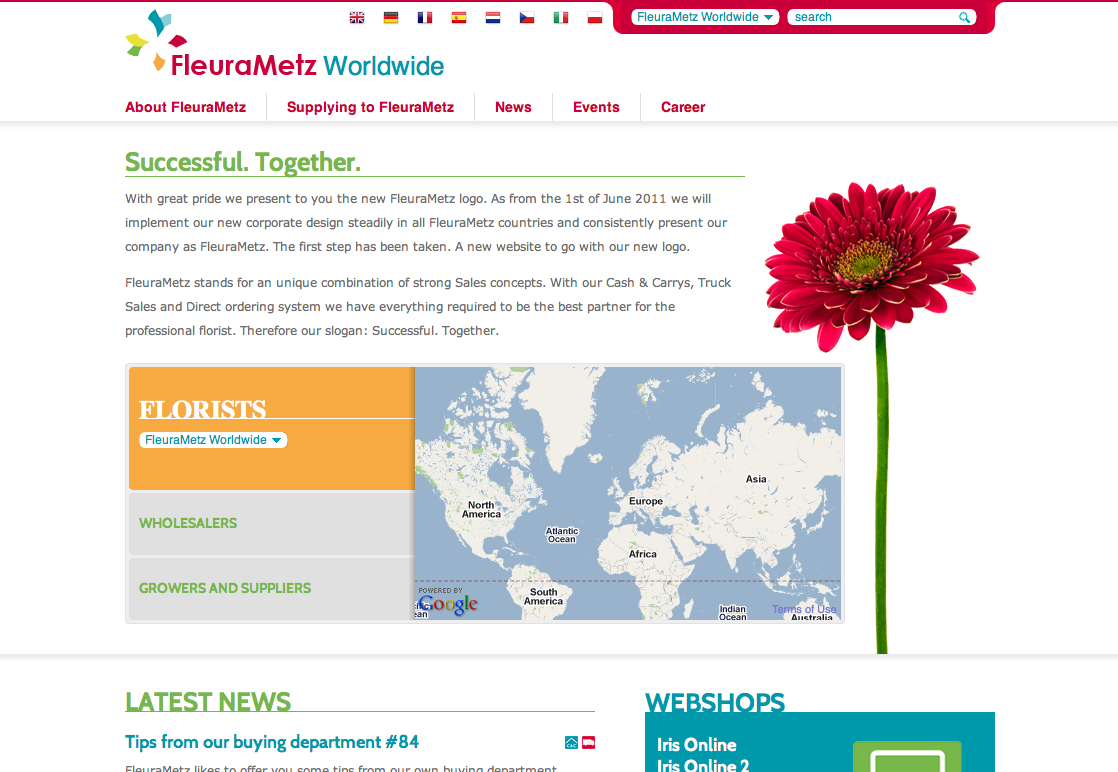 FleuraMetz Worldwide
search
FleuraMetz Worldwide
About FleuraMetz
Supplying to FleuraMetz
News
Events
Career
Successful. Together.
With great pride we present to you the new FleuraMetz logo. As from the 1st of June 2011 we will
implement our new corporate design steadily in all FleuraMetz countries and consistently present our
company as FleuraMetz. The first step has been taken. A new website to go with our new logo.
FleuraMetz stands for an unique combination of strong Sales concepts. With our Cash & Carrys, Truck
Sales and Direct ordering system we have everything required to be the best partner for the
professional florist. Therefore our slogan: Successful. Together.
FLORISTS
FleuraMetz Worldwide
WHOLESALERS
GROWERS AND SUPPLIERS
Asia
Europe
North
America
Atlantic
Ocean
Africa
South
America
POWERED BY
Google
Indian
Ocean
Terms of Use
Australia
LATEST NEWS
Tips from our buying department #84
FleuraMetz likes to offer you some tips from our own buying department
WEBSHOPS
Iris Online
Iris Online 2